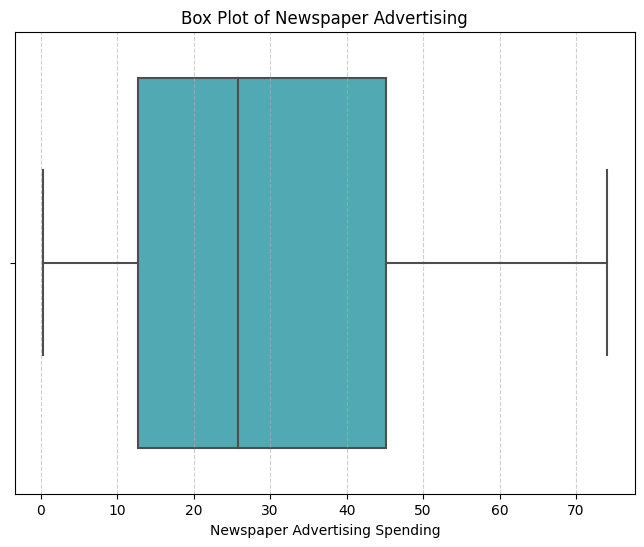 Box Plot of Newspaper Advertising
0 10 20 30 40 50 60 70
Newspaper Advertising Spending